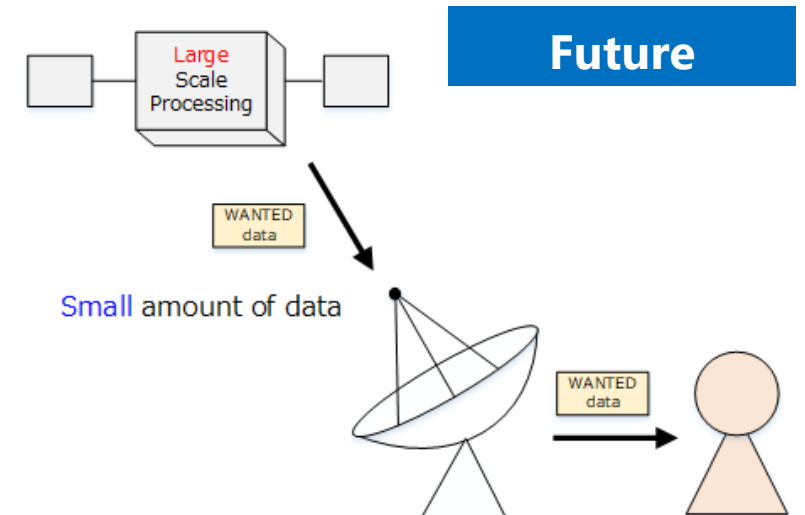 Future
Large
Scale
Processing
WANTED
data
Small amount of data
WANTED
data